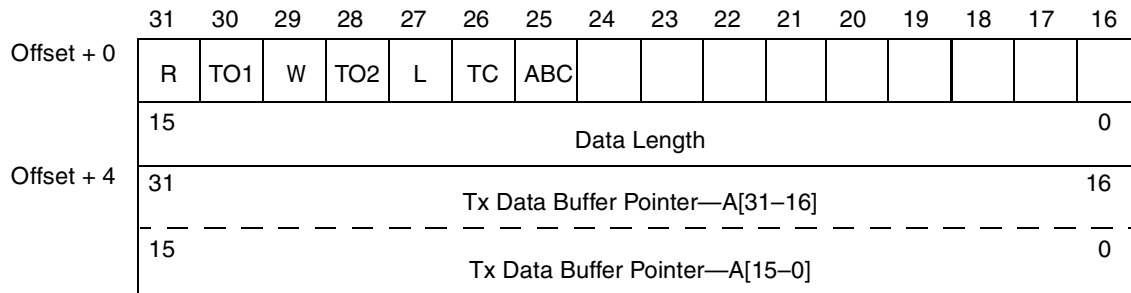 31 30 29 28 27 26 25 24 23 22 21 20 19 18 17 16
Offset + 0
R TO1 W TO2 L TC ABC
15 Data Length 0
Offset + 4
31 Tx Data Buffer Pointer—A[31–16] 16
15 Tx Data Buffer Pointer—A[15–0] 0